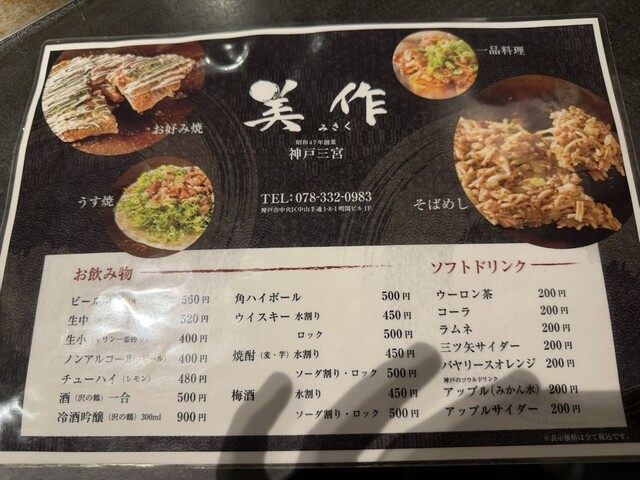 一品料理
美作
みさく
昭和47年創業
神戸三宮
お好み焼
うす焼
TEL: 078-332-0983
神戸市中央区中山手通1-8-1 明関ビル1F
そばめし
お飲み物
ビール 560円
生中 520円
生小(キリン一番搾り) 400円
ノンアルコール 400円
チューハイ(レモン) 480円
酒(沢の鶴)一合 500円
冷酒吟醸(沢の鶴)300ml 900円
角ハイボール 500円
ウイスキー 水割り 450円
ロック 500円
焼酎(麦・芋) 水割り 450円
ソーダ割り・ロック 500円
梅酒 水割り 450円
ソーダ割り・ロック 500円
ソフトドリンク
ウーロン茶 200円
コーラ 200円
ラムネ 200円
三ツ矢サイダー 200円
バヤリースオレンジ 200円
神戸のソウルドリンク
アップル(みかん水) 200円
アップルサイダー 200円
※表示価格は全て税込です。